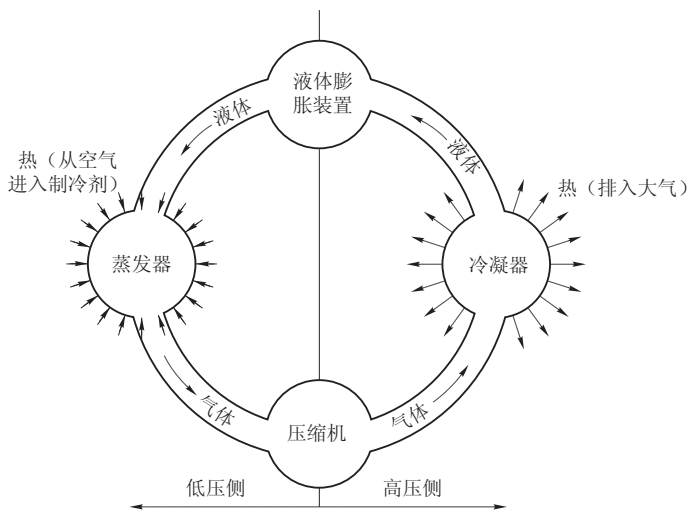 液体膨
胀装置
液体
液体
热（从空气
进入制冷剂）
热（排入大气）
蒸发器
冷凝器
气体
气体
压缩机
低压侧
高压侧